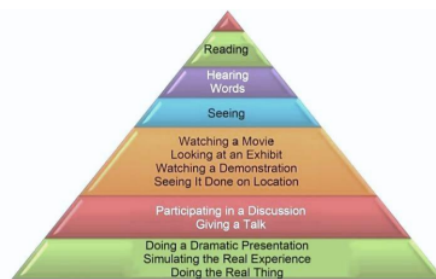 Reading
Hearing
Words
Seeing
Watching a Movie
Looking at an Exhibit
Watching a Demonstration
Seeing It Done on Location
Participating in a Discussion
Giving a Talk
Doing a Dramatic Presentation
Simulating the Real Experience
Doing the Real Thing